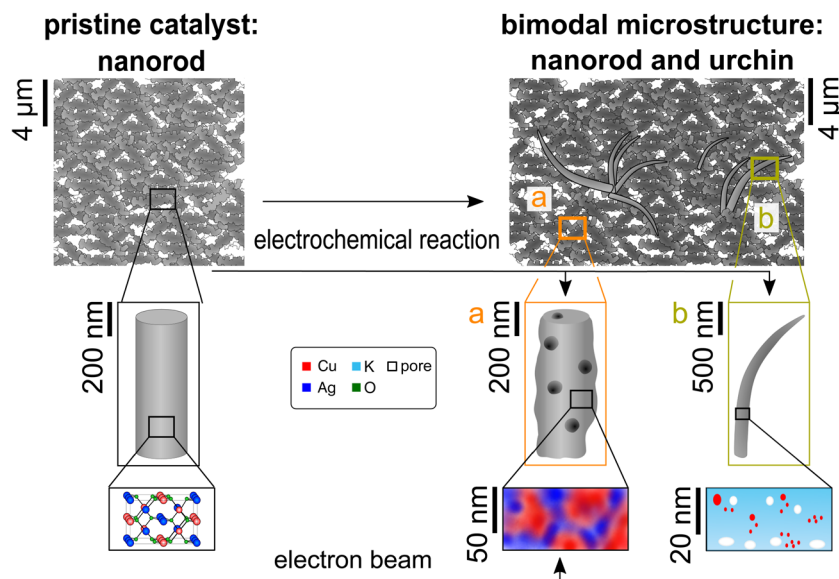 pristine catalyst:
nanorod
bimodal microstructure:
nanorod and urchin
4 µm
4 µm
a
b
electrochemical reaction
200 nm
a
200 nm
b
500 nm
Cu K pore
Ag O
50 nm
20 nm
electron beam